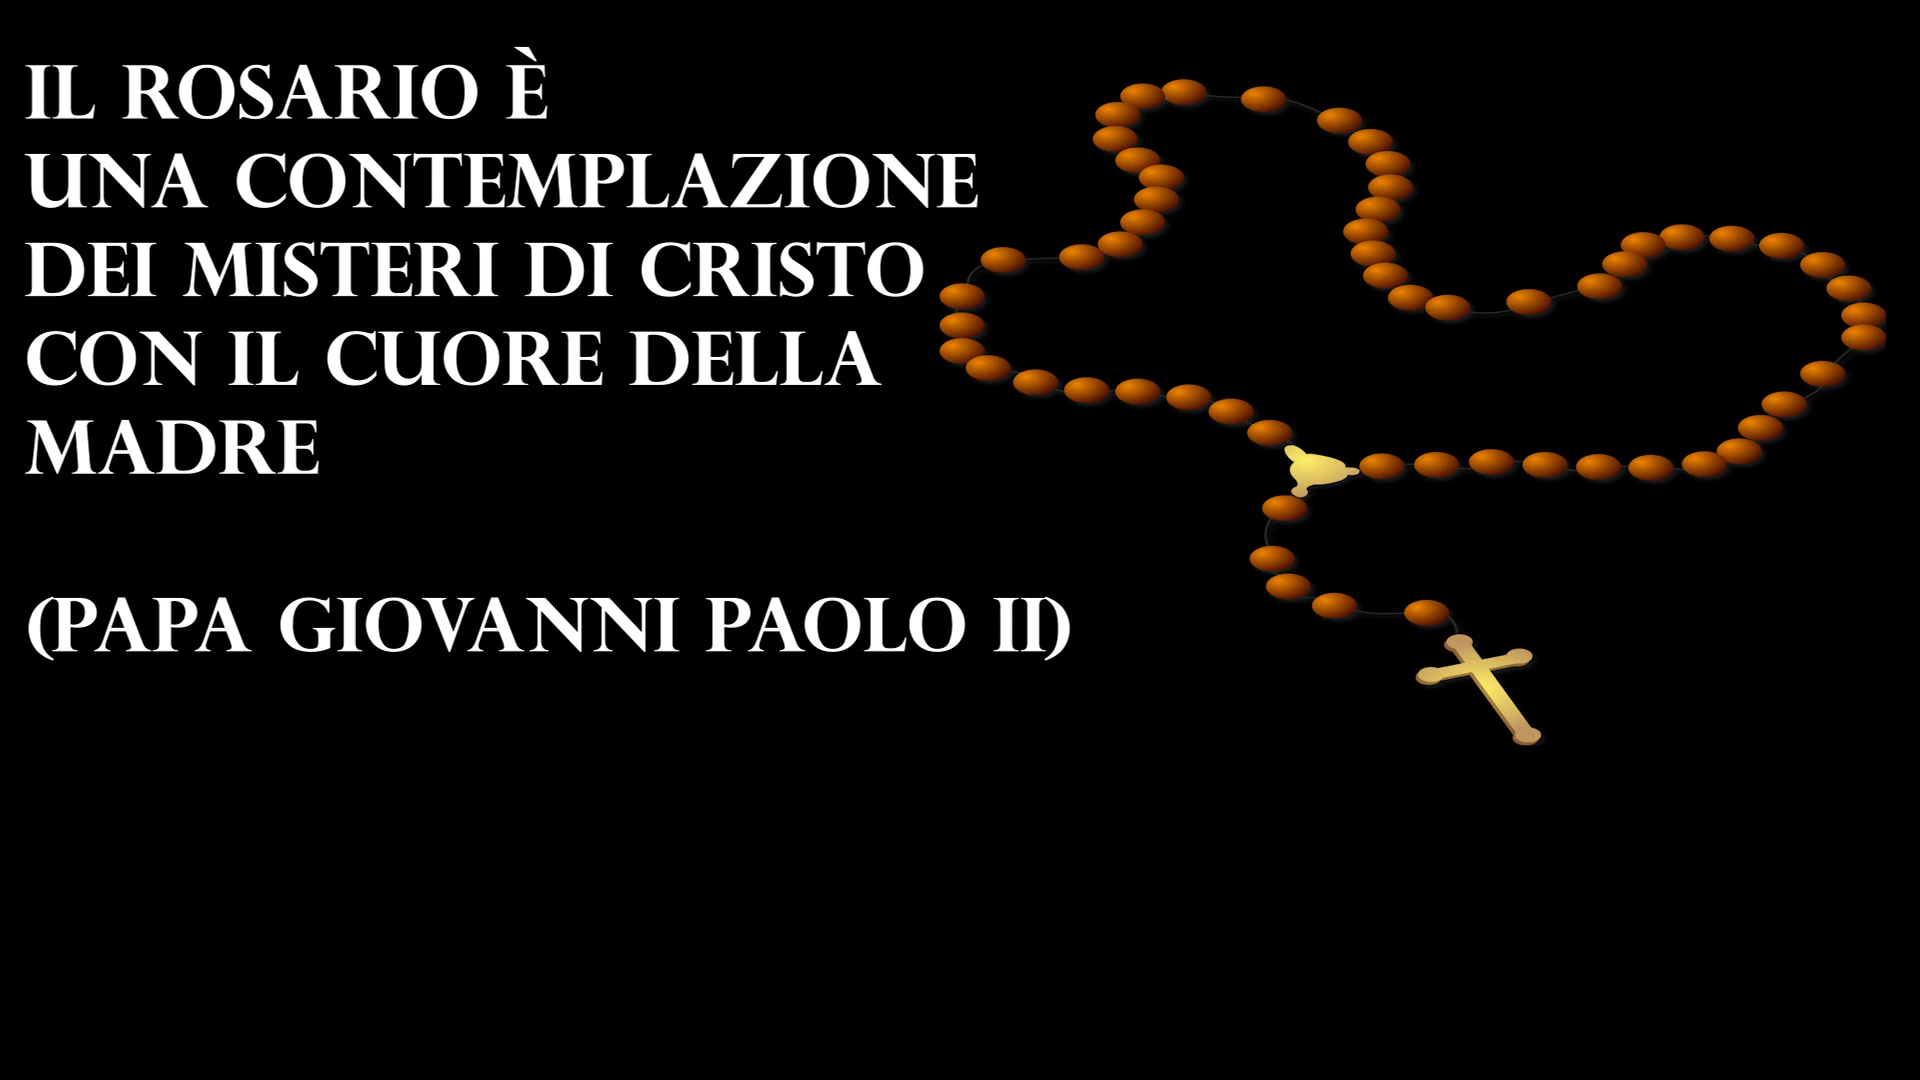 IL ROSARIO È
UNA CONTEMPLAZIONE
DEI MISTERI DI CRISTO
CON IL CUORE DELLA
MADRE
(PAPA GIOVANNI PAOLO II)